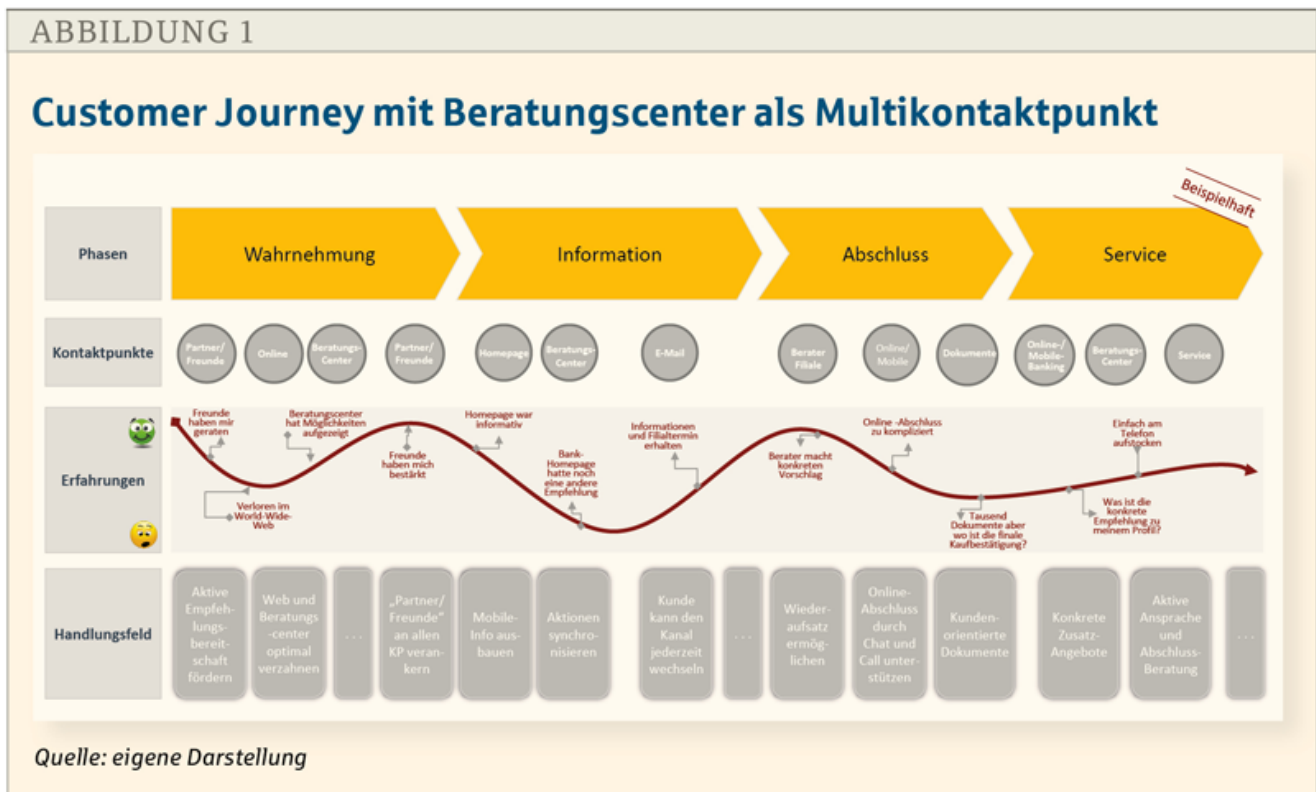 ABBILDUNG 1
Customer Journey mit Beratungscenter als Multikontaktpunkt
Beispielhaft
Phasen
Wahrnehmung
Information
Abschluss
Service
Kontaktpunkte
Partner/
Freunde
Online
Beratungs-
Center
Partner/
Freunde
Homepage
Beratungs-
Center
E-Mail
Berater
Filiale
Online/
Mobile
Dokumente
Online-/
Mobile-
Banking
Beratungs-
Center
Service
Erfahrungen
Freunde
haben mir
geraten
Verloren im
World-Wide-
Web
Beratungscenter
hat Möglichkeiten
aufgezeigt
Freunde
haben mich
bestärkt
Homepage war
informativ
Bank-
Homepage
hatte noch
eine andere
Empfehlung
Informationen
und Filialtermin
erhalten
Berater macht
konkreten
Vorschlag
Online -Abschluss
zu kompliziert
Tausend
Dokumente aber
wo ist die finale
Kaufbestätigung?
Was ist die
konkrete
Empfehlung zu
meinem Profil?
Einfach am
Telefon
aufstocken
Handlungsfeld
Aktive
Empfeh-
lungs-
bereit-
schaft
fördern
Web und
Beratungs
-center
optimal
verzahnen
...
„Partner/
Freunde“
an allen
KP veran-
kern
Mobile-
Info aus-
bauen
Aktionen
synchro-
nisieren
Kunde
kann den
Kanal
jederzeit
wechseln
...
Wieder-
aufsatz
ermög-
lichen
Online-
Abschluss
durch
Chat und
Call unter-
stützen
Kunden-
orientierte
Dokumente
Konkrete
Zusatz-
Angebote
Aktive
Ansprache
und
Abschluss-
Beratung
...
Quelle: eigene Darstellung